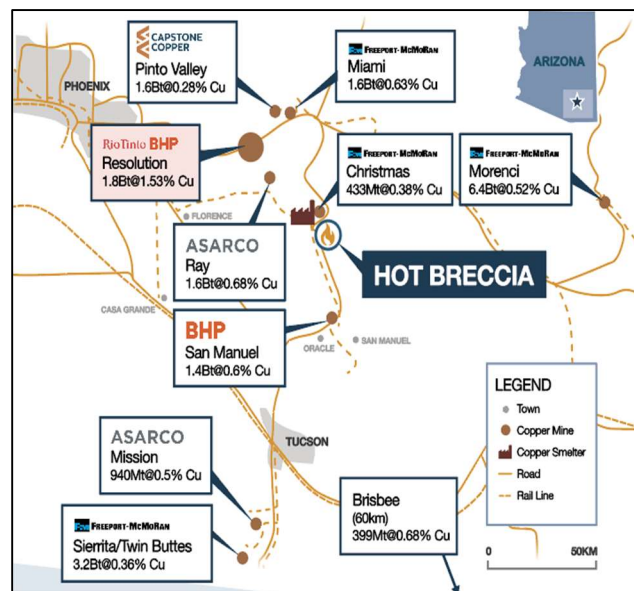 CAPSTONE
COPPER
Pinto Valley
1.6Bt@0.28% Cu
FREEPORT-McMoRAN
Miami
1.6Bt@0.63% Cu
ARIZONA
PHOENIX
RioTinto BHP
Resolution
1.8Bt@1.53% Cu
FREEPORT-McMoRAN
Christmas
433Mt@0.38% Cu
FREEPORT-McMoRAN
Morenci
6.4Bt@0.52% Cu
FLORENCE
ASARCO
Ray
1.6Bt@0.68% Cu
HOT BRECCIA
CASA GRANDE
BHP
San Manuel
1.4Bt@0.6% Cu
ORACLE
SAN MANUEL
LEGEND
Town
Copper Mine
Copper Smelter
Road
Rail Line
ASARCO
Mission
940Mt@0.5% Cu
TUCSON
Brisbee
(60km)
399Mt@0.68% Cu
FREEPORT-McMoRAN
Sierrita/Twin Buttes
3.2Bt@0.36% Cu
0 50KM